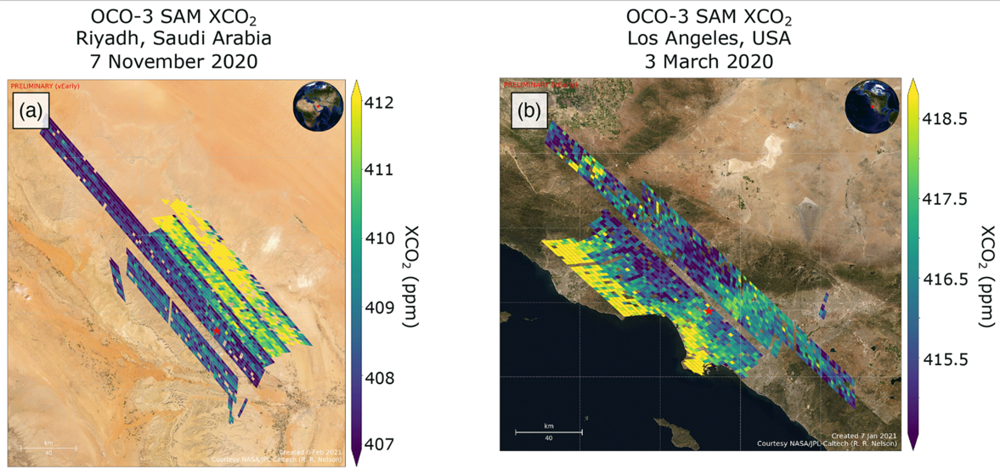 OCO-3 SAM XCO₂
Riyadh, Saudi Arabia
7 November 2020
PRELIMINARY (vEarly)
(a)
412
411
410
409
408
407
XCO₂ (ppm)
km
40
Created 6 Feb 2021
Courtesy NASA/JPL-Caltech (R. R. Nelson)
OCO-3 SAM XCO₂
Los Angeles, USA
3 March 2020
PRELIMINARY
(b)
418.5
417.5
416.5
415.5
XCO₂ (ppm)
km
40
Created 7 Jan 2021
Courtesy NASA/JPL-Caltech (R. R. Nelson)